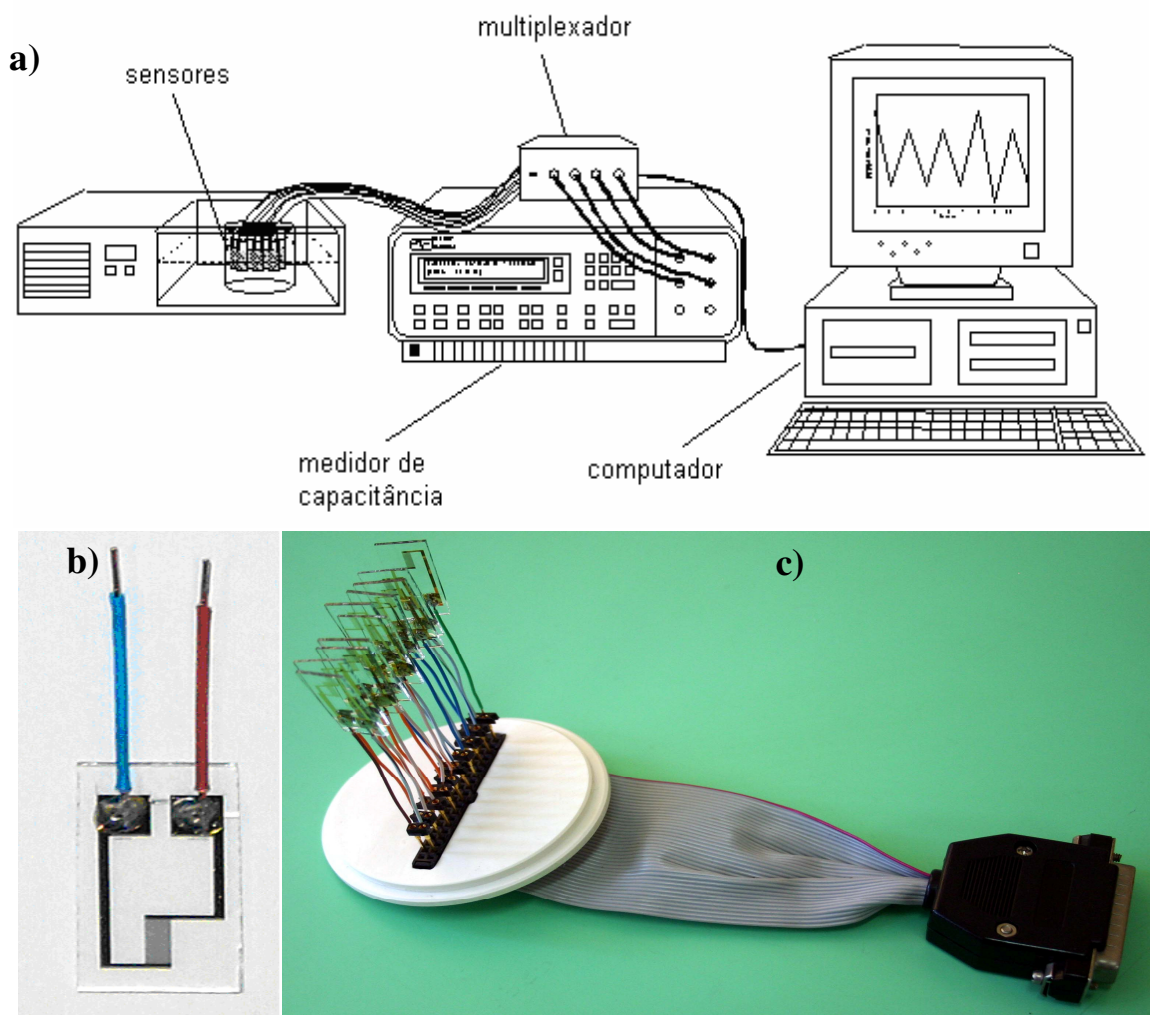 multiplexador
a)
sensores
medidor de
capacitância
computador
b)
c)